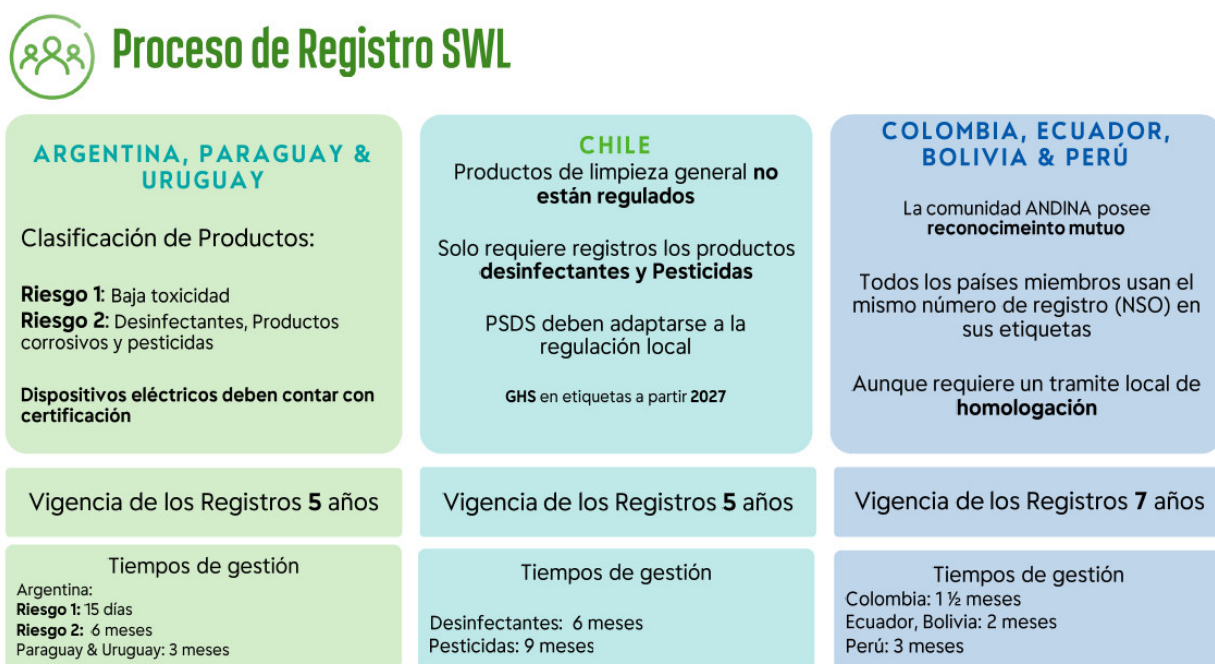 Proceso de Registro SWL
ARGENTINA, PARAGUAY &
URUGUAY
Clasificación de Productos:
Riesgo 1: Baja toxicidad
Riesgo 2: Desinfectantes, Productos
corrosivos y pesticidas
Dispositivos eléctricos deben contar con
certificación
Vigencia de los Registros 5 años
Tiempos de gestión
Argentina:
Riesgo 1: 15 días
Riesgo 2: 6 meses
Paraguay & Uruguay: 3 meses
CHILE
Productos de limpieza general no
están regulados
Solo requiere registros los productos
desinfectantes y Pesticidas
PSDS deben adaptarse a la
regulación local
GHS en etiquetas a partir 2027
Vigencia de los Registros 5 años
Tiempos de gestión
Desinfectantes: 6 meses
Pesticidas: 9 meses
COLOMBIA, ECUADOR,
BOLIVIA & PERÚ
La comunidad ANDINA posee
reconocimeinto mutuo
Todos los países miembros usan el
mismo número de registro (NSO) en
sus etiquetas
Aunque requiere un tramite local de
homologación
Vigencia de los Registros 7 años
Tiempos de gestión
Colombia: 1 ½ meses
Ecuador, Bolivia: 2 meses
Perú: 3 meses